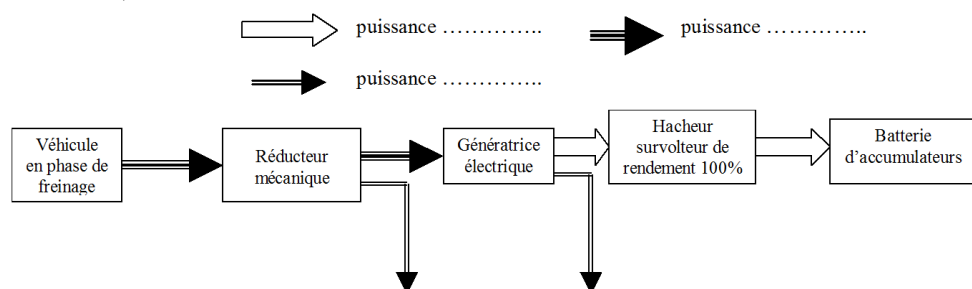 puissance …………..
puissance …………..
puissance …………..
Véhicule
en phase de
freinage
Réducteur
mécanique
Génératrice
électrique
Hacheur
survolteur de
rendement 100%
Batterie
d’accumulateurs